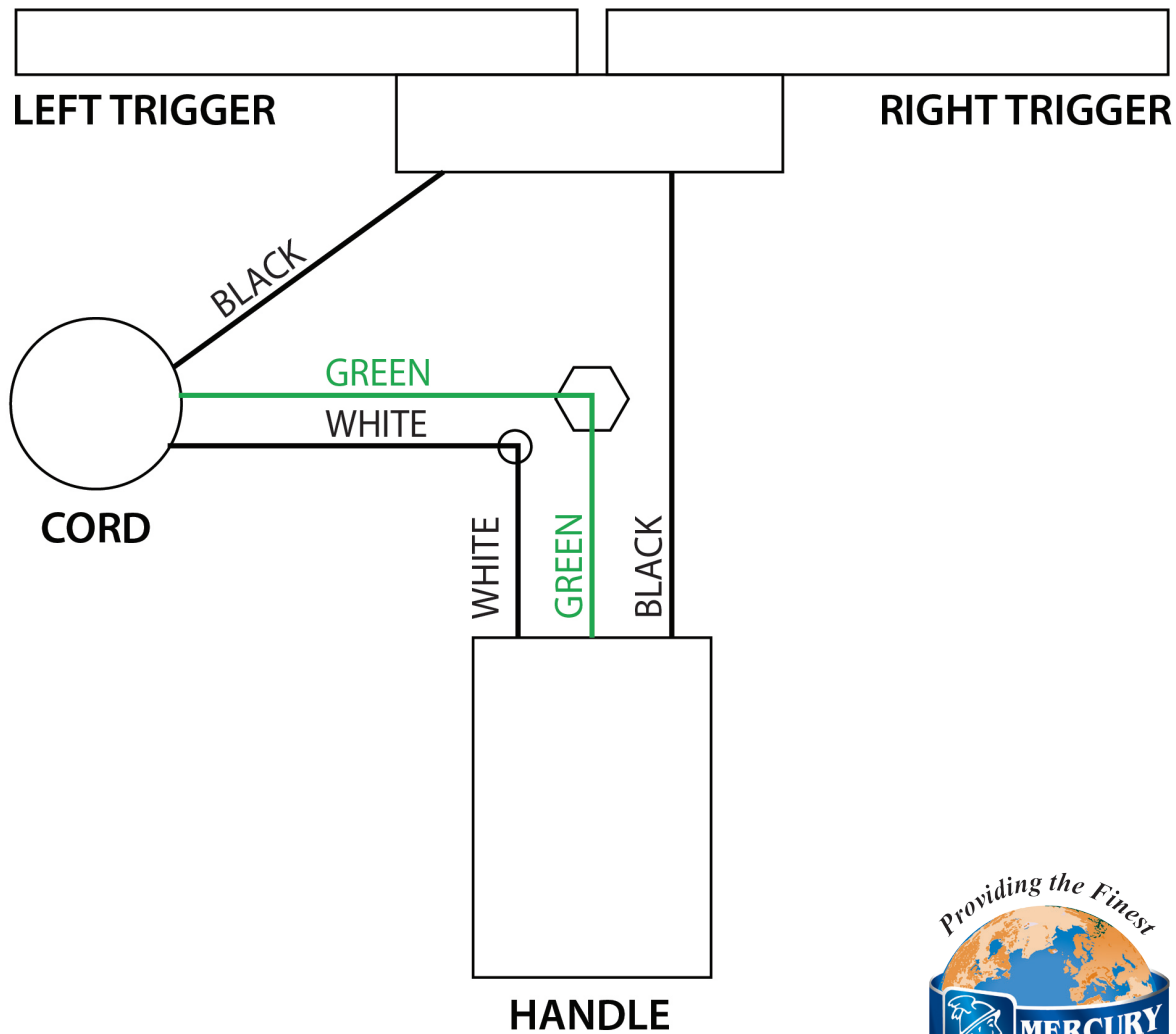 LEFT TRIGGER
RIGHT TRIGGER
BLACK
GREEN
WHITE
CORD
WHITE
GREEN
BLACK
HANDLE
Providing the Finest
MERCURY